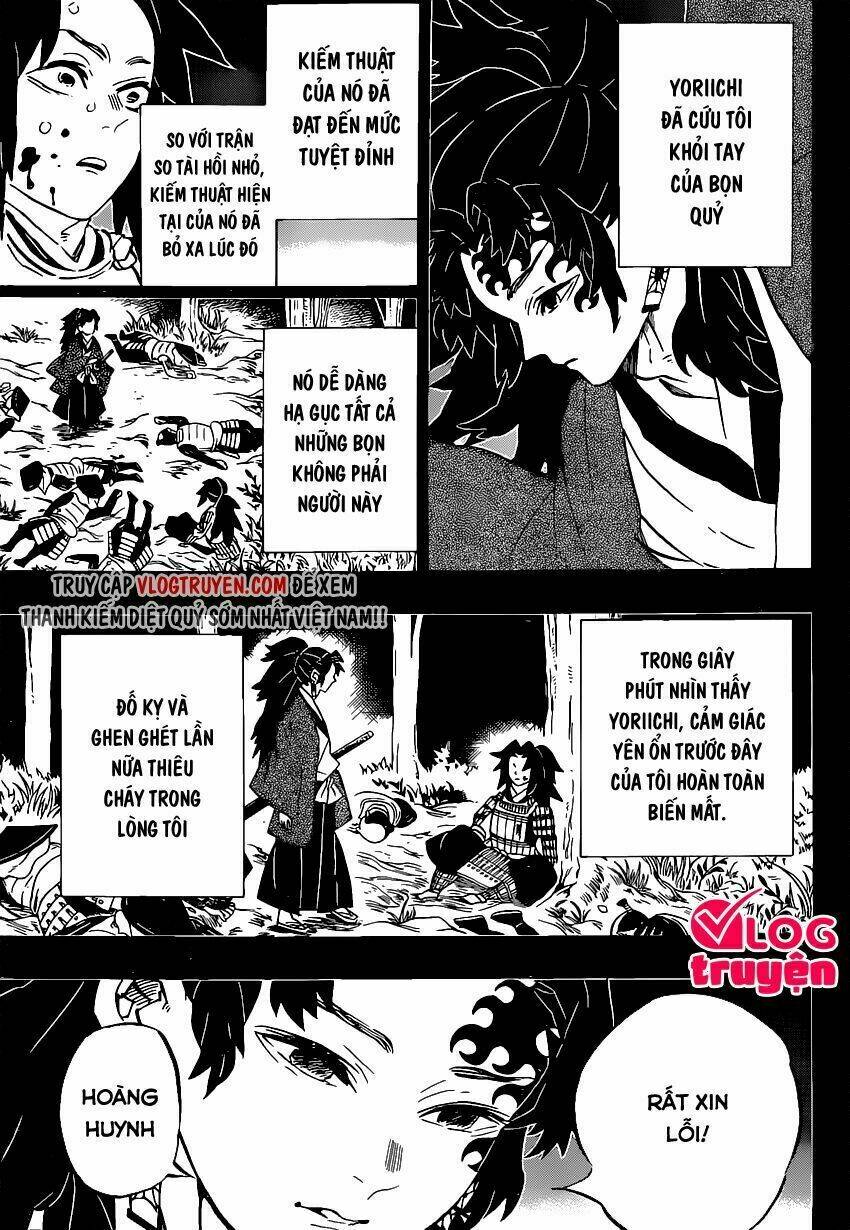 YORIICHI
ĐÃ CỨU TÔI
KHỎI TAY
CỦA BỌN
QUỶ
KIẾM THUẬT
CỦA NÓ ĐÃ
ĐẠT ĐẾN MỨC
TUYỆT ĐỈNH
SO VỚI TRẬN
SO TÀI HỒI NHỎ,
KIẾM THUẬT HIỆN
TẠI CỦA NÓ ĐÃ
BỎ XA LÚC ĐÓ
NÓ DỄ DÀNG
HẠ GỤC TẤT CẢ
NHỮNG BỌN
KHÔNG PHẢI
NGƯỜI NÀY
TRUY CẬP VLOGTRUYEN.COM ĐỂ XEM
THANH KIẾM DIỆT QUỶ SỚM NHẤT VIỆT NAM!!
TRONG GIÂY
PHÚT NHÌN THẤY
YORIICHI, CẢM GIÁC
YÊN ỔN TRƯỚC ĐÂY
CỦA TÔI HOÀN TOÀN
BIẾN MẤT.
ĐỐ KỴ VÀ
GHEN GHÉT LẦN
NỮA THIÊU
CHÁY TRONG
LÒNG TÔI
VLOG
truyện
RẤT XIN
LỖI!
HOÀNG
HUYNH